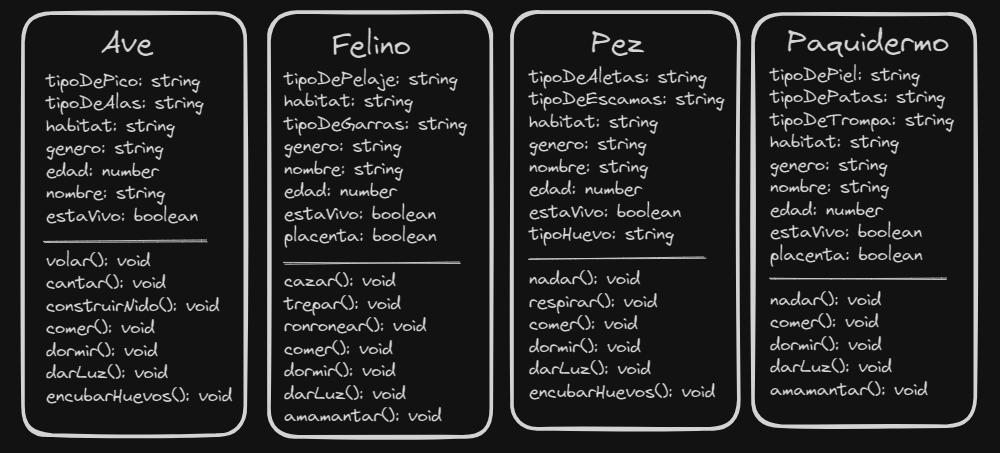 Ave
tipoDePico: string
tipoDeAlas: string
habitat: string
genero: string
edad: number
nombre: string
estaVivo: boolean
volar(): void
cantar(): void
construirNido(): void
comer(): void
dormir(): void
darLuz(): void
encubarHuevos(): void
Felino
tipoDePelaje: string
habitat: string
tipoDeGarras: string
genero: string
nombre: string
edad: number
estaVivo: boolean
placenta: boolean
cazar(): void
trepar(): void
ronronear(): void
comer(): void
dormir(): void
darLuz(): void
amamantar(): void
Pez
tipoDeAletas: string
tipoDeEscamas: string
habitat: string
genero: string
nombre: string
edad: number
estaVivo: boolean
tipoHuevo: string
nadar(): void
respirar(): void
comer(): void
dormir(): void
darLuz(): void
encubarHuevos(): void
Paquidermo
tipoDePiel: string
tipoDePatas: string
tipoDeTrompa: string
habitat: string
genero: string
nombre: string
edad: number
estaVivo: boolean
placenta: boolean
nadar(): void
comer(): void
dormir(): void
darLuz(): void
amamantar(): void